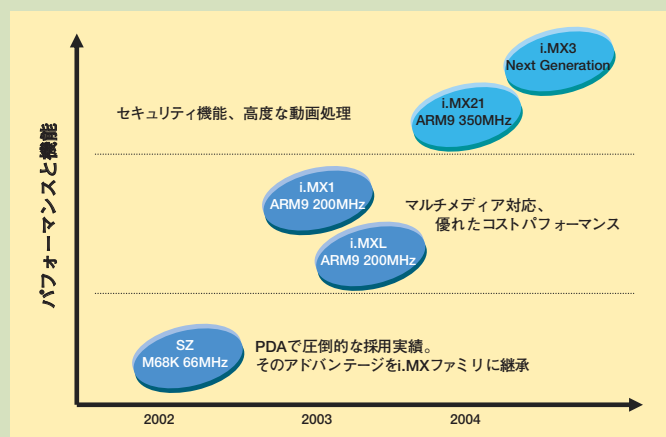 パフォーマンスと機能
i.MX3
Next Generation
i.MX21
ARM9 350MHz
セキュリティ機能、高度な動画処理
i.MX1
ARM9 200MHz
マルチメディア対応、
優れたコストパフォーマンス
i.MXL
ARM9 200MHz
SZ
M68K 66MHz
PDAで圧倒的な採用実績。
そのアドバンテージをi.MXファミリに継承
2002
2003
2004